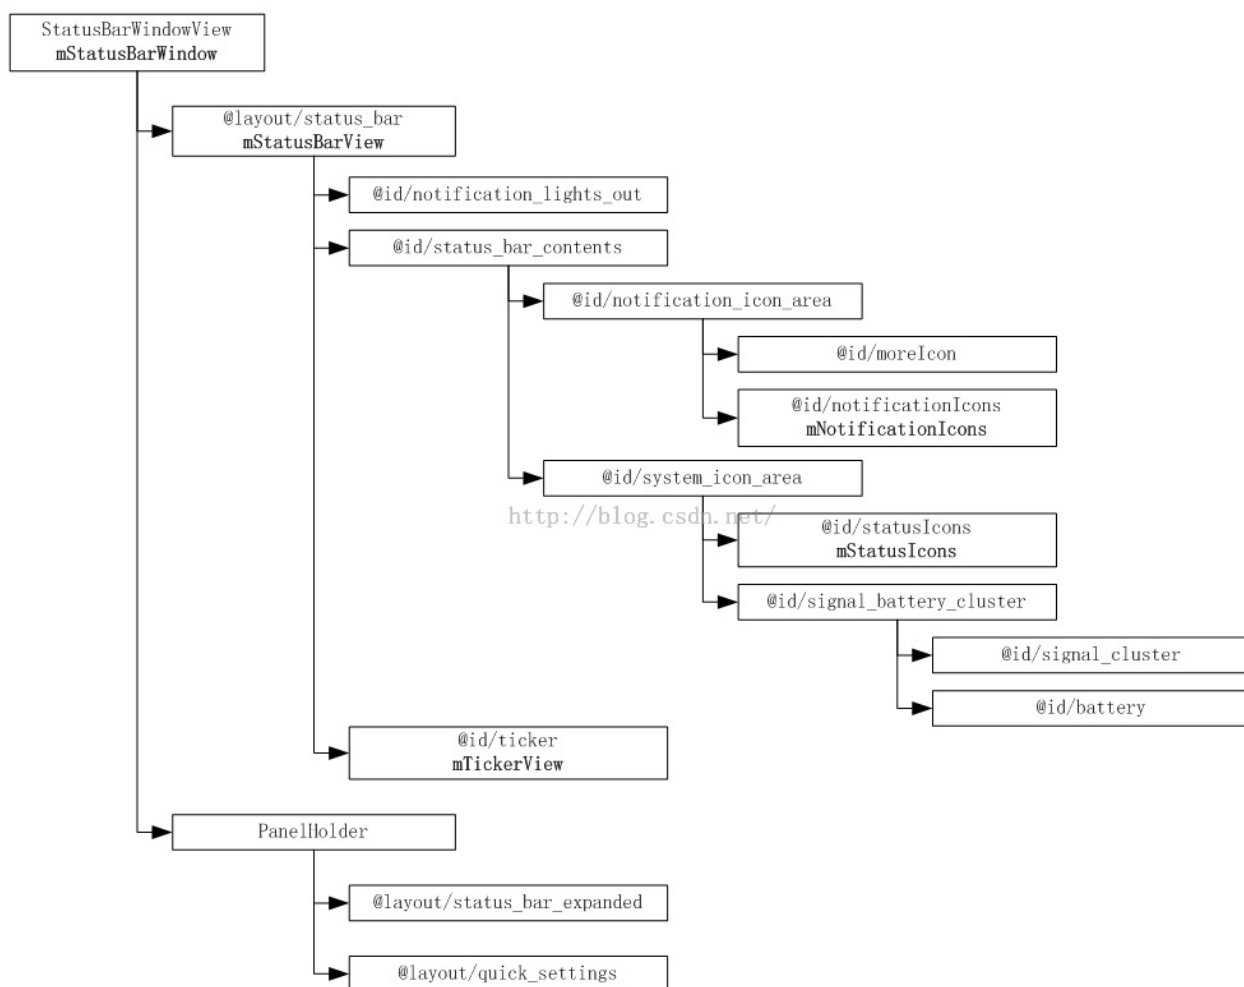 StatusBarWindowView
mStatusBarWindow
@layout/status_bar
mStatusBarView
@id/notification_lights_out
@id/status_bar_contents
@id/notification_icon_area
@id/moreIcon
@id/notificationIcons
mNotificationIcons
@id/system_icon_area
http://blog.csdn.net/
@id/statusIcons
mStatusIcons
@id/signal_battery_cluster
@id/signal_cluster
@id/battery
@id/ticker
mTickerView
PanelHolder
@layout/status_bar_expanded
@layout/quick_settings